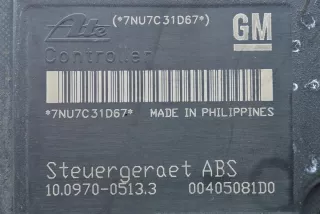 (*7NU7C31D67*)
Ate
GM
Controller
*7NU7C31D67* MADE IN PHILIPPINES
Steuergeraet ABS
10.0970-0513.3 00405081D0